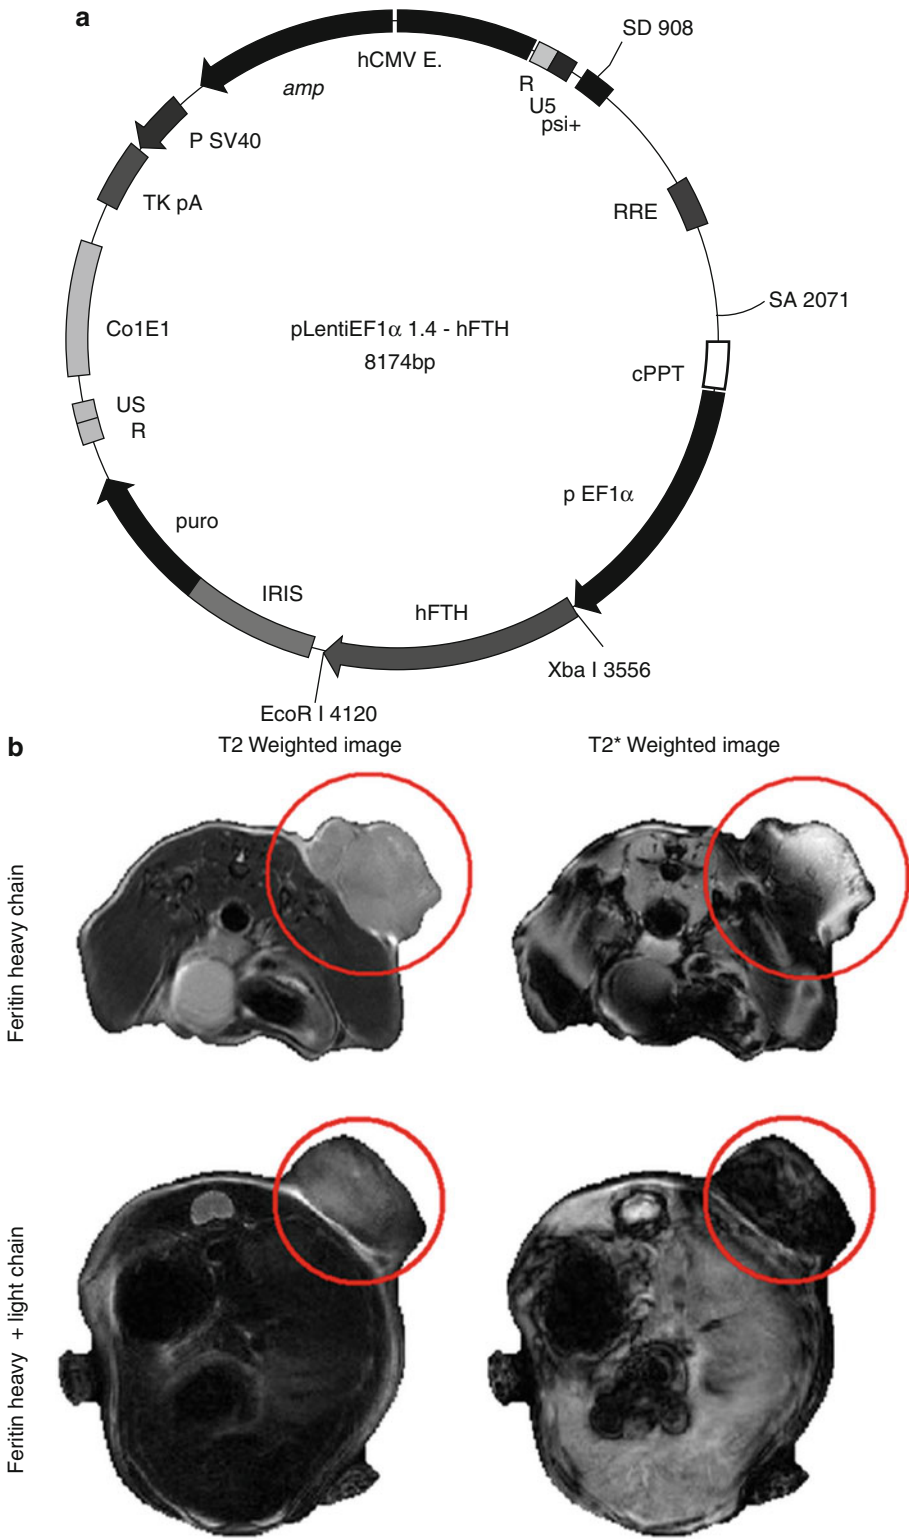 a
SD 908
hCMV E.
amp
R
U5
psi+
P SV40
TK pA
RRE
SA 2071
Co1E1
pLentiEF1α 1.4 - hFTH
8174bp
cPPT
US
R
p EF1α
puro
IRIS
hFTH
Xba I 3556
EcoR I 4120
b
T2 Weighted image
T2* Weighted image
Feritin heavy chain
Feritin heavy + light chain